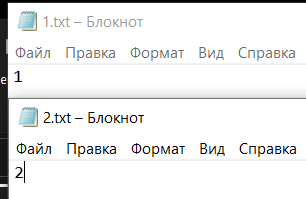 1.txt – Блокнот
Файл Правка Формат Вид Справка
1
2.txt – Блокнот
Файл Правка Формат Вид Справка
2